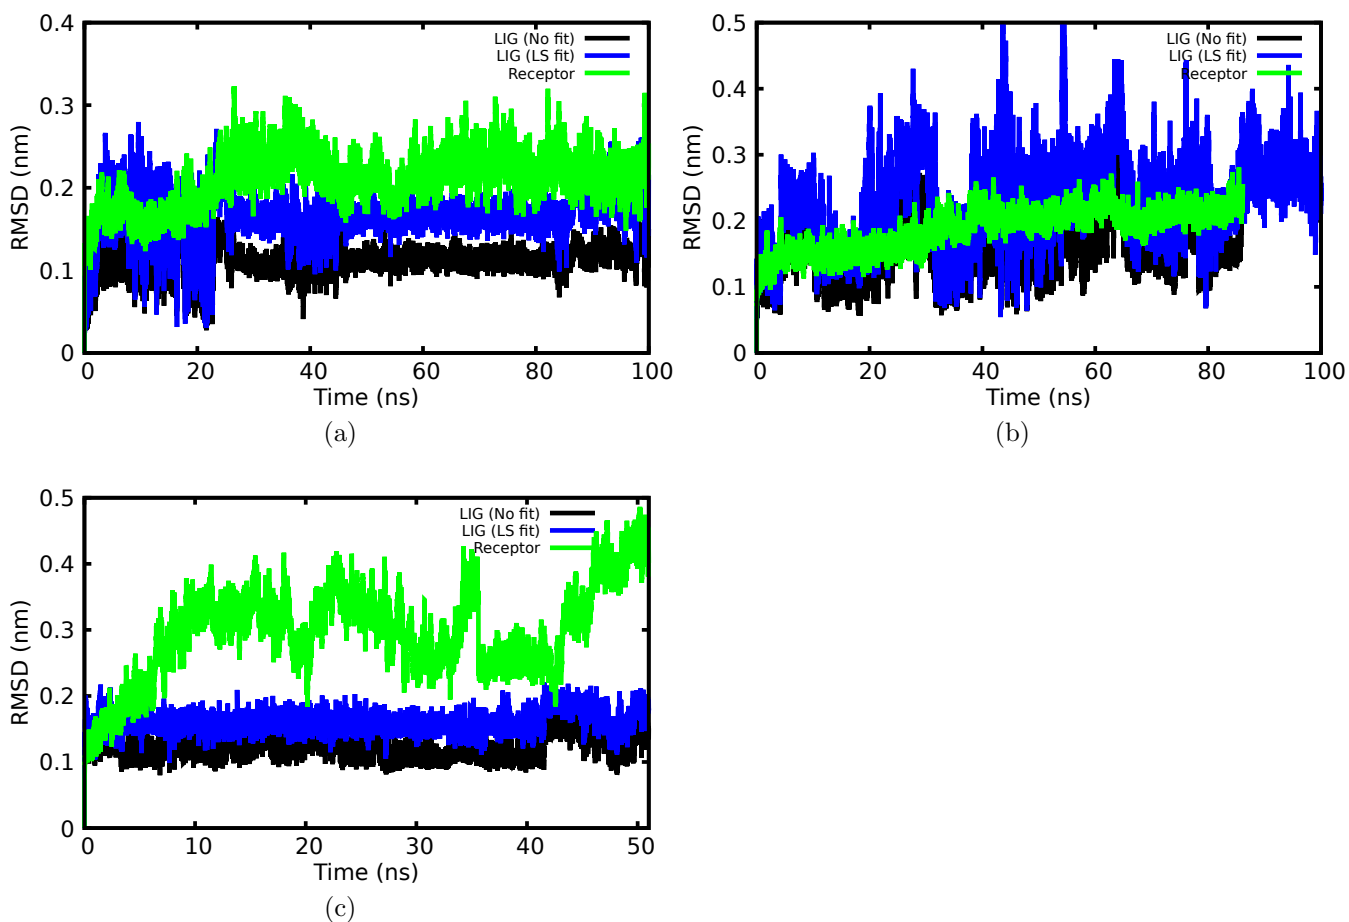 0.4
0.3
0.2
0.1
0
RMSD (nm)
LIG (No fit)
LIG (LS fit)
Receptor
0 20 40 60 80 100
Time (ns)
(a)
0.5
0.4
0.3
0.2
0.1
0
RMSD (nm)
LIG (No fit)
LIG (LS fit)
Receptor
0 20 40 60 80 100
Time (ns)
(b)
0.5
0.4
0.3
0.2
0.1
0
RMSD (nm)
LIG (No fit)
LIG (LS fit)
Receptor
0 10 20 30 40 50
Time (ns)
(c)